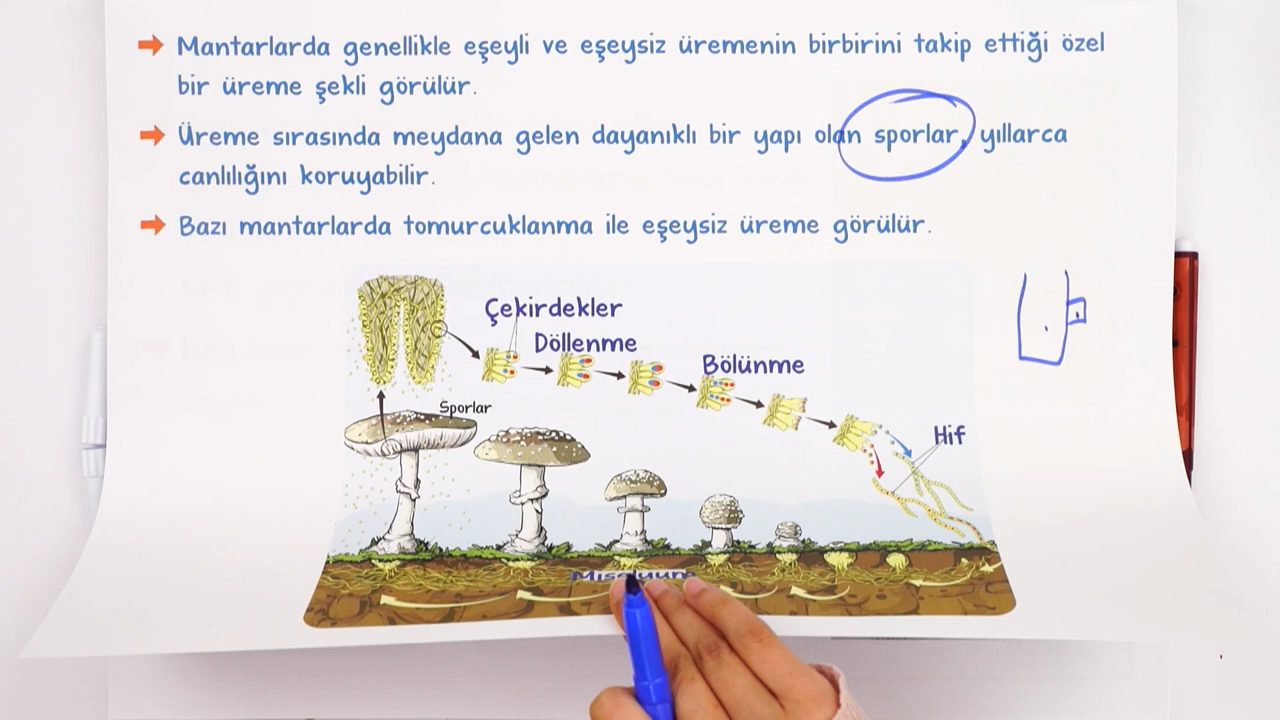 Mantarlarda genellikle eşeyli ve eşeysiz üremenin birbirini takip ettiği özel
bir üreme şekli görülür.
Üreme sırasında meydana gelen dayanıklı bir yapı olan sporlar, yıllarca
canlılığını koruyabilir.
Bazı mantarlarda tomurcuklanma ile eşeysiz üreme görülür.
Çekirdekler
Döllenme
Bölünme
Sporlar
Hif